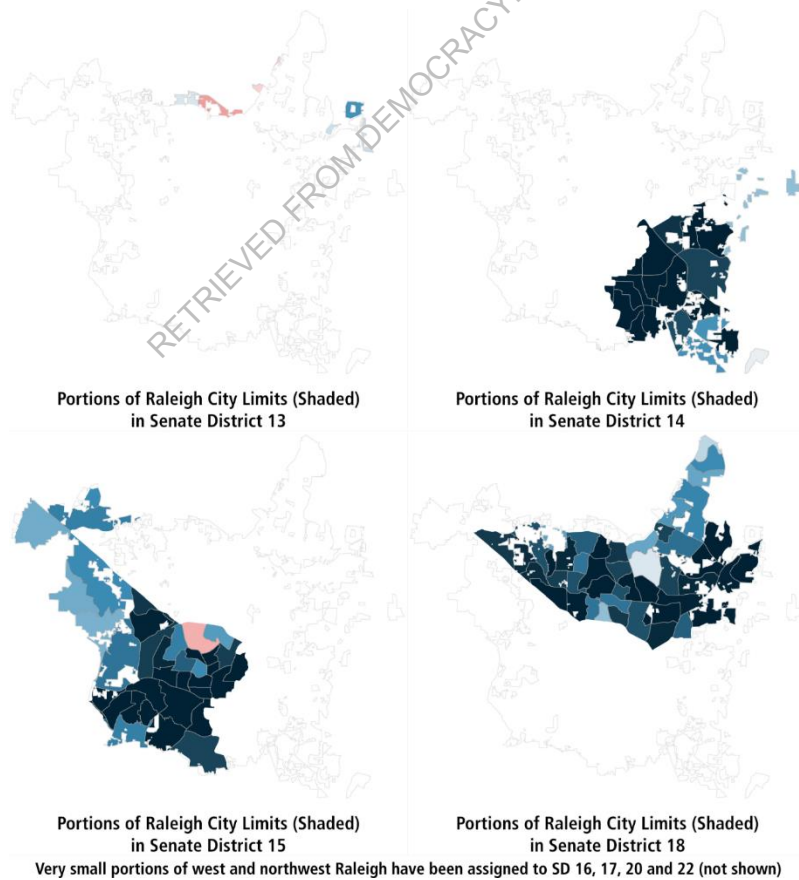 RETRIEVED FROM DEMOCRACY
Portions of Raleigh City Limits (Shaded)
in Senate District 13
Portions of Raleigh City Limits (Shaded)
in Senate District 14
Portions of Raleigh City Limits (Shaded)
in Senate District 15
Portions of Raleigh City Limits (Shaded)
in Senate District 18
Very small portions of west and northwest Raleigh have been assigned to SD 16, 17, 20 and 22 (not shown)